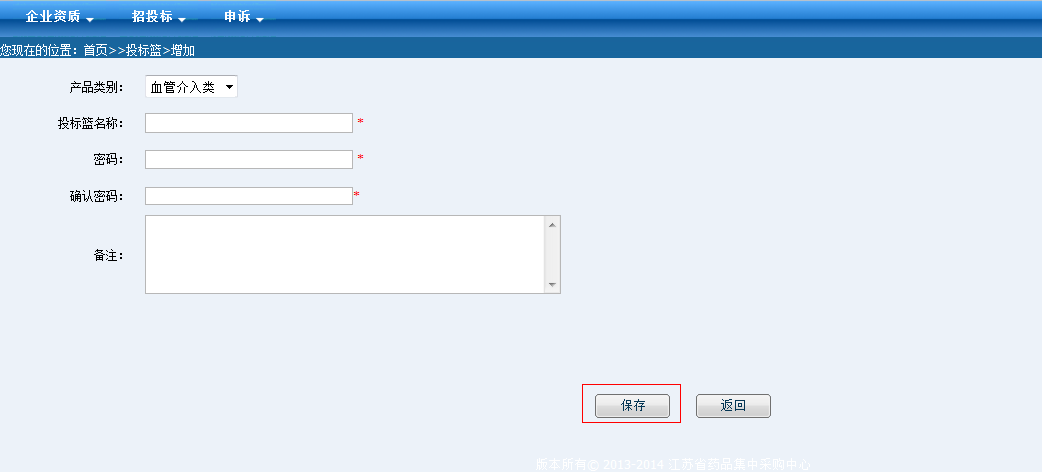 企业资质 招投标 申诉
您现在的位置：首页>>投标篮>增加
产品类别： 血管介入类
投标篮名称： *
密码： *
确认密码： *
备注：
保存 返回
版本所有© 2013-2014 江苏省药品集中采购中心